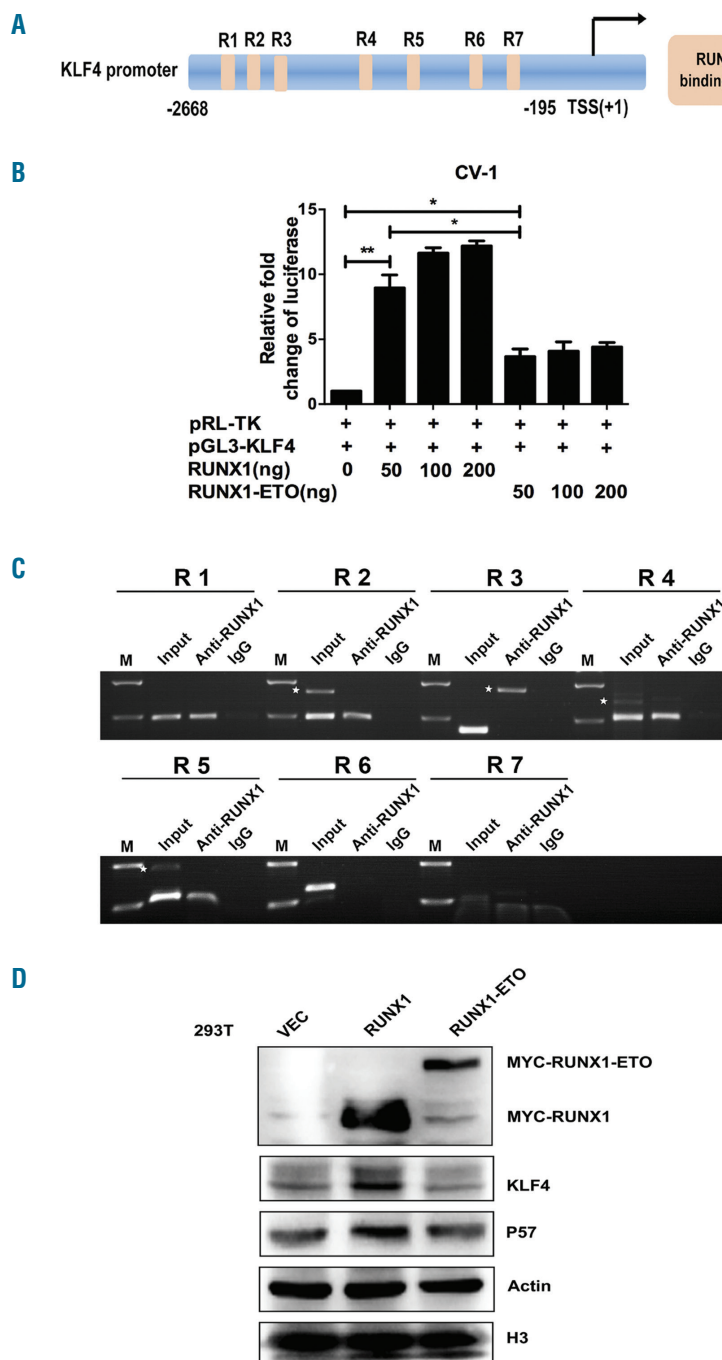 A
R1 R2 R3 R4 R5 R6 R7
KLF4 promoter
-2668 -195 TSS(+1)
RUN
bindin
B
CV-1
Relative fold
change of luciferase
15
10
5
0
* 
*
**
pRL-TK + + + + + + +
pGL3-KLF4 + + + + + + +
RUNX1(ng) 0 50 100 200
RUNX1-ETO(ng) 50 100 200
C
R 1 R 2 R 3 R 4
M Input Anti-RUNX1 IgG M Input Anti-RUNX1 IgG M Input Anti-RUNX1 IgG M Input Anti-RUNX1 IgG
R 5 R 6 R 7
M Input Anti-RUNX1 IgG M Input Anti-RUNX1 IgG M Input Anti-RUNX1 IgG
D
293T VEC RUNX1 RUNX1-ETO
MYC-RUNX1-ETO
MYC-RUNX1
KLF4
P57
Actin
H3